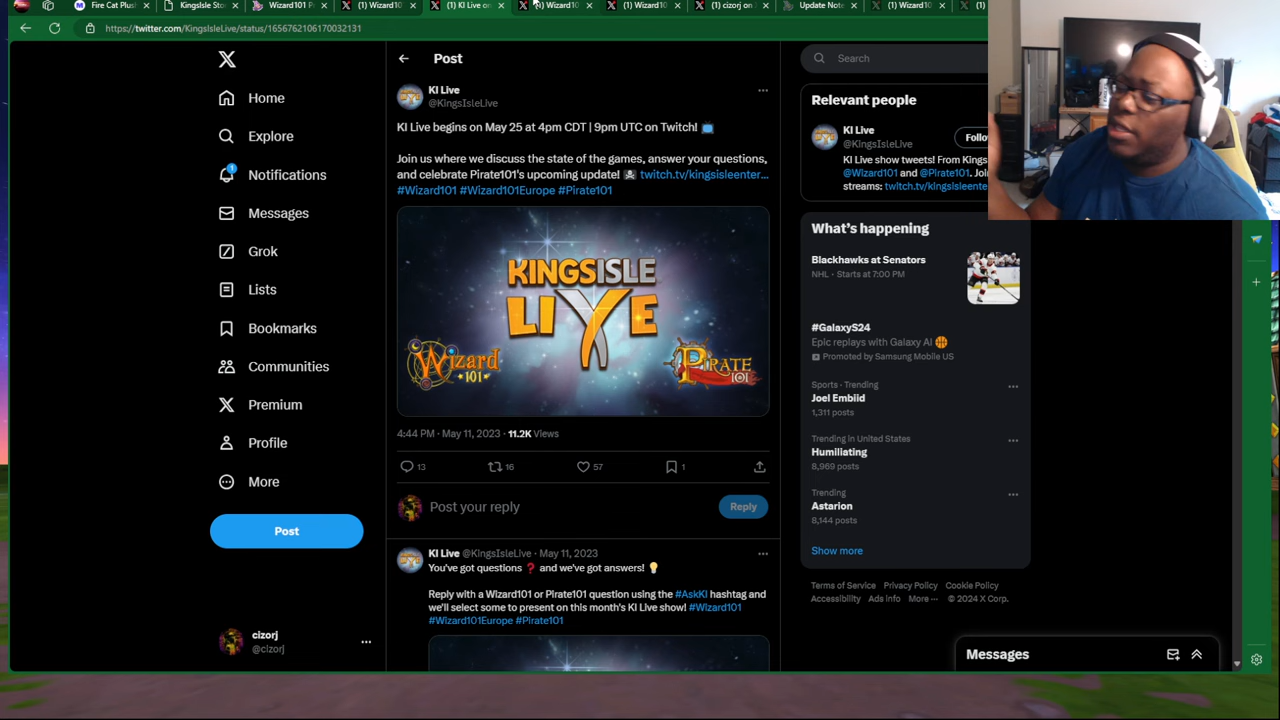 Fire Cat Plush
KingsIsle Sta
Wizard101 P
(1) Wizard10
(1) KI Live on
(1) Wizard10
(1) Wizard10
(1) cizorj on
Update Note
(1) Wizard10
(1)
https://twitter.com/KingsIsleLive/status/1656762106170032131
Home
Explore
1
Notifications
Messages
Grok
Lists
Bookmarks
Communities
Premium
Profile
More
Post
cizorj
@cizorj
Post
KI Live
@KingsIsleLive
KI Live begins on May 25 at 4pm CDT | 9pm UTC on Twitch! 📺
Join us where we discuss the state of the games, answer your questions,
and celebrate Pirate101's upcoming update! 🏴‍☠️ twitch.tv/kingsisleenter...
#Wizard101 #Wizard101Europe #Pirate101
KINGSISLE
LIVE
Wizard
101
PIRATE
101
4:44 PM · May 11, 2023 · 11.2K Views
13
16
57
1
Post your reply
Reply
KI Live @KingsIsleLive · May 11, 2023
You've got questions ❓ and we've got answers! 💡
Reply with a Wizard101 or Pirate101 question using the #AskKI hashtag and
we'll select some to present on this month's KI Live show! #Wizard101
#Wizard101Europe #Pirate101
Search
Relevant people
KI Live
@KingsIsleLive
Follo
KI Live show tweets! From Kings
@Wizard101 and @Pirate101. Join
streams: twitch.tv/kingsisleente
What's happening
Blackhawks at Senators
NHL · Starts at 7:00 PM
#GalaxyS24
Epic replays with Galaxy AI
Promoted by Samsung Mobile US
Sports · Trending
Joel Embiid
1,311 posts
Trending in United States
Humiliating
8,969 posts
Trending
Astarion
8,144 posts
Show more
Terms of Service Privacy Policy Cookie Policy
Accessibility Ads info More ··· © 2024 X Corp.
Messages